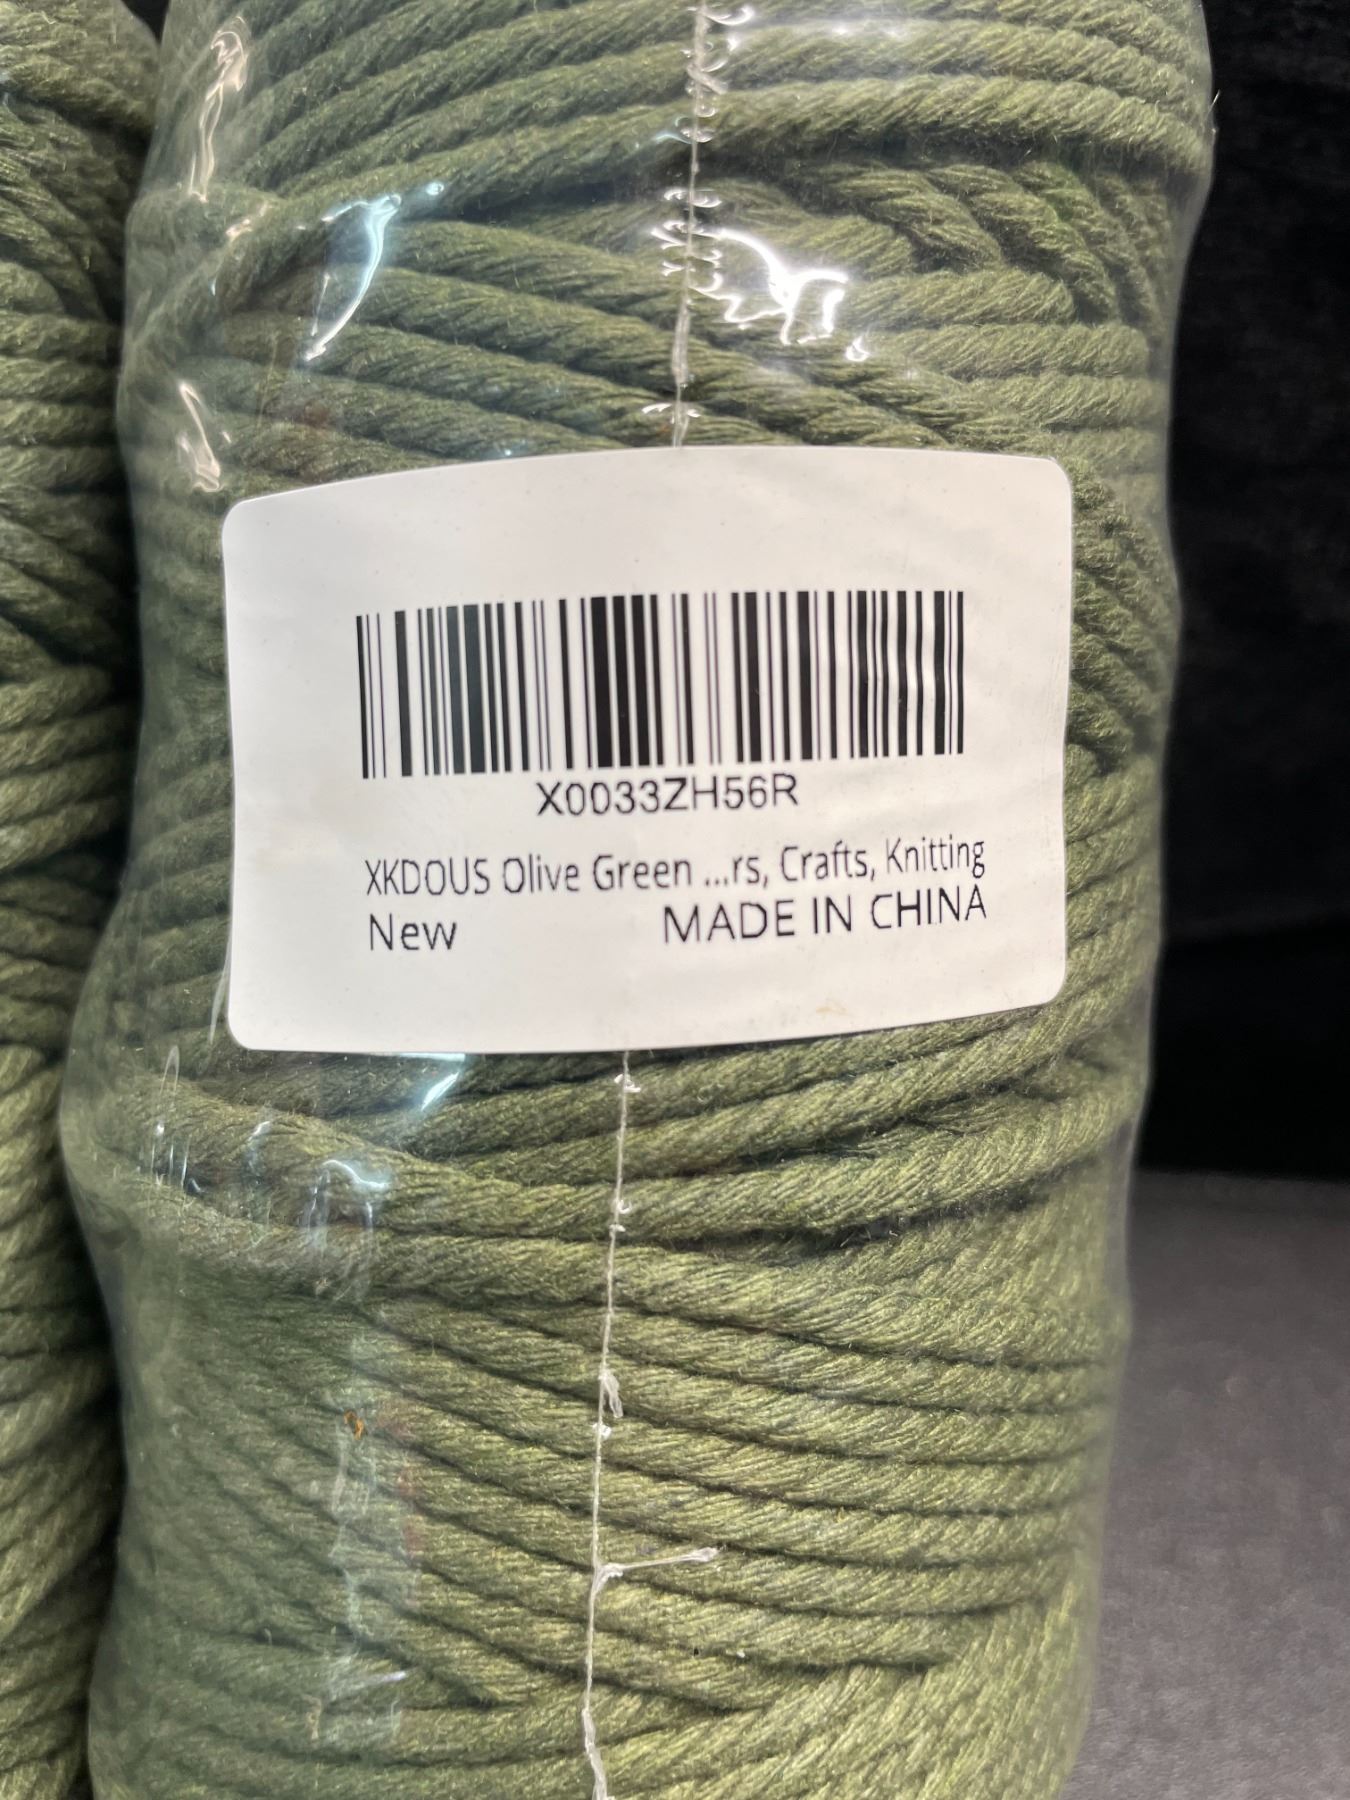 X0033ZH56R
XKDOUS Olive Green ...rs, Crafts, Knitting
New MADE IN CHINA